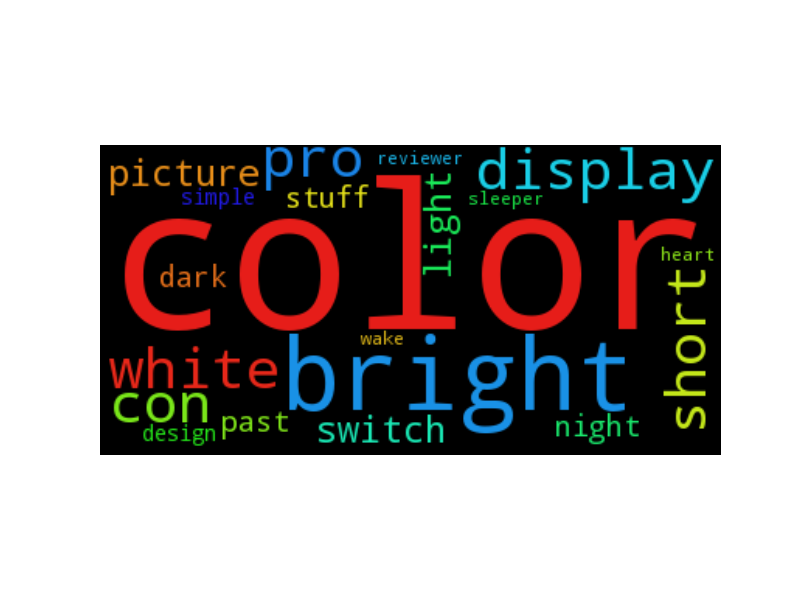 picture pro reviewer display
simple stuff light sleeper
color
dark heart
wake short
white bright
con
design past switch night